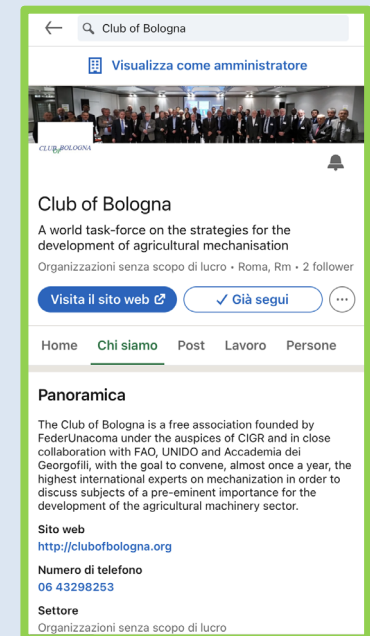 Club of Bologna
Visualizza come amministratore
CLUB of BOLOGNA
Club of Bologna
A world task-force on the strategies for the
development of agricultural mechanisation
Organizzazioni senza scopo di lucro • Roma, Rm • 2 follower
Visita il sito web
✓ Già segui
Home Chi siamo Post Lavoro Persone
Panoramica
The Club of Bologna is a free association founded by
FederUnacoma under the auspices of CIGR and in close
collaboration with FAO, UNIDO and Accademia dei
Georgofili, with the goal to convene, almost once a year, the
highest international experts on mechanization in order to
discuss subjects of a pre-eminent importance for the
development of the agricultural machinery sector.
Sito web
http://clubofbologna.org
Numero di telefono
06 43298253
Settore
Organizzazioni senza scopo di lucro